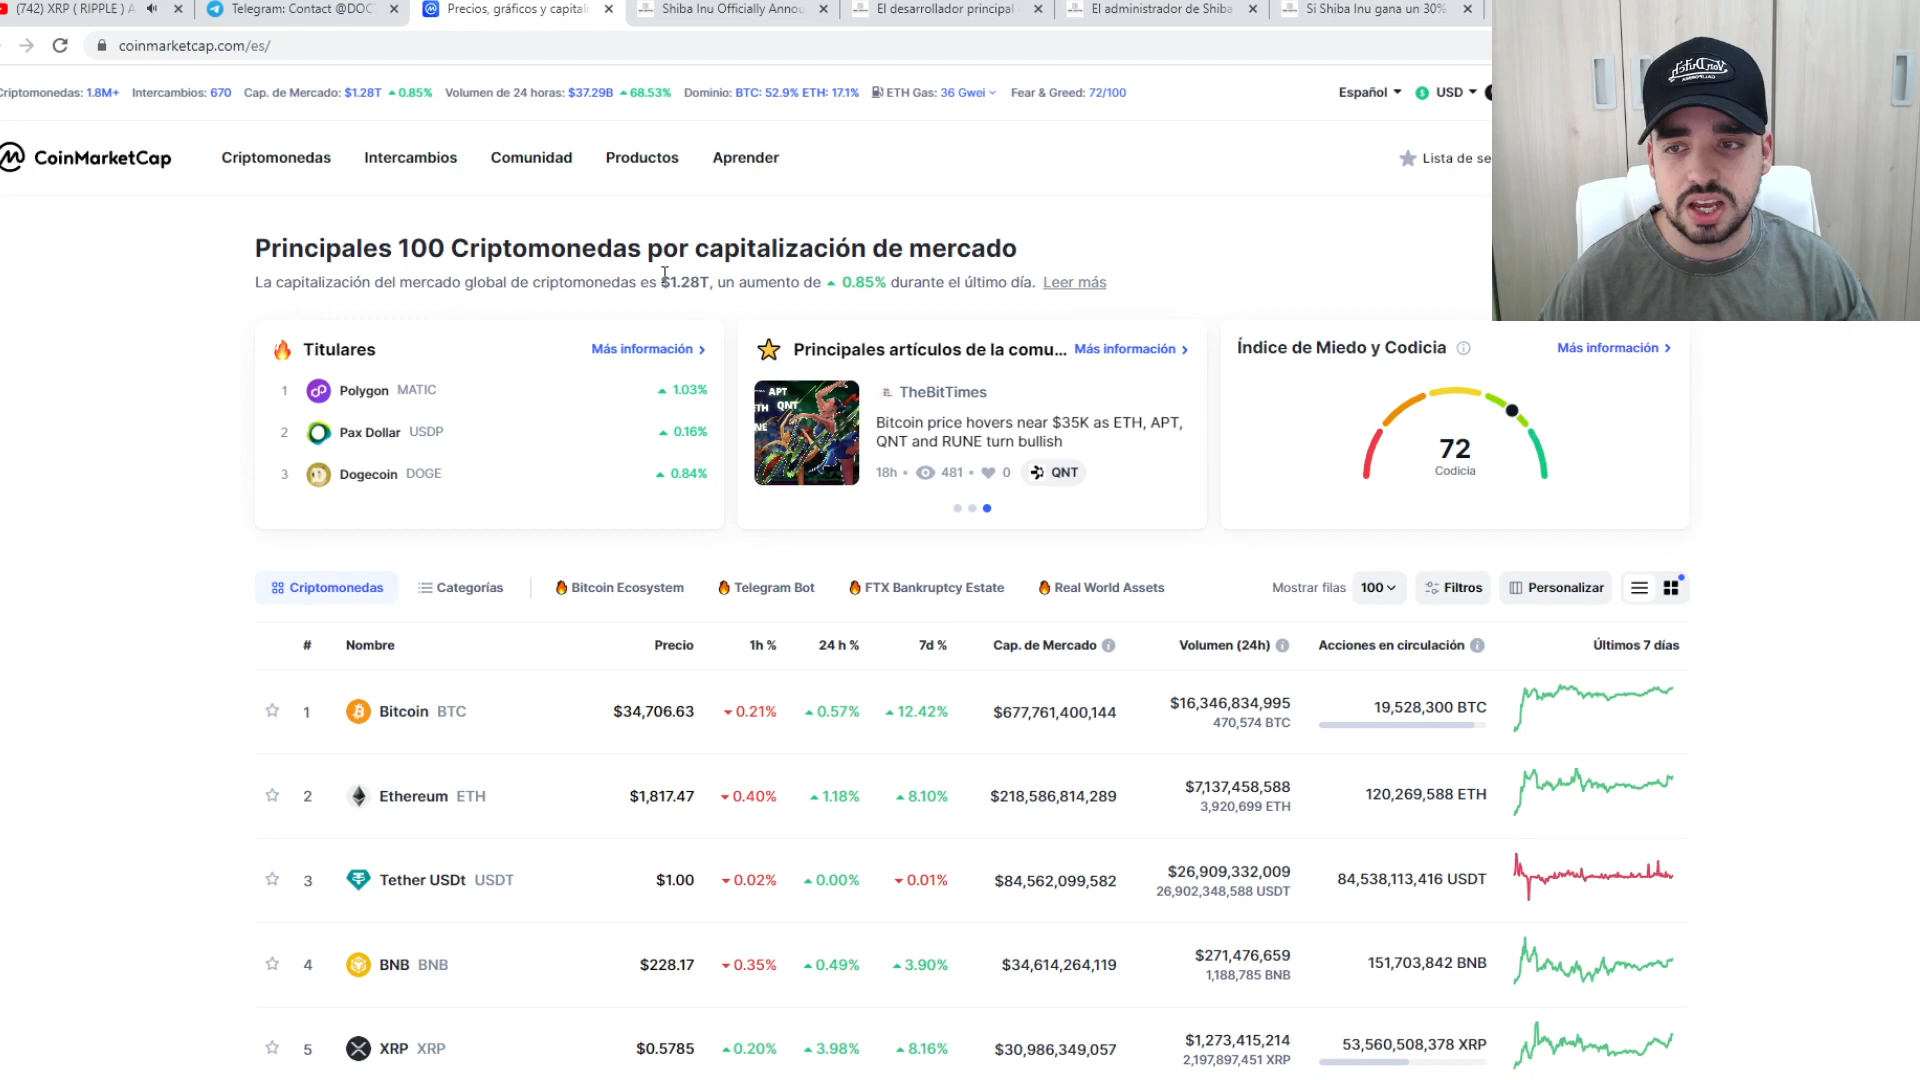 (742) XRP ( RIPPLE ) A
Telegram: Contact @DOC
Precios, gráficos y capitali
Shiba Inu Officially Annou
El desarrollador principal
El administrador de Shiba
Si Shiba Inu gana un 30%
coinmarketcap.com/es/
Criptomonedas: 1.8M+ Intercambios: 670 Cap. de Mercado: $1.28T 0.85% Volumen de 24 horas: $37.29B 68.53% Dominio: BTC: 52.9% ETH: 17.1% ETH Gas: 36 Gwei Fear & Greed: 72/100
Español USD
CoinMarketCap Criptomonedas Intercambios Comunidad Productos Aprender Lista de se
Principales 100 Criptomonedas por capitalización de mercado
La capitalización del mercado global de criptomonedas es $1.28T, un aumento de 0.85% durante el último día. Leer más
Titulares Más información
1 Polygon MATIC 1.03%
2 Pax Dollar USDP 0.16%
3 Dogecoin DOGE 0.84%
Principales artículos de la comu... Más información
APT
ETH QNT
TheBitTimes
Bitcoin price hovers near $35K as ETH, APT,
QNT and RUNE turn bullish
18h • 481 • 0 QNT
Índice de Miedo y Codicia Más información
72
Codicia
Criptomonedas Categorías Bitcoin Ecosystem Telegram Bot FTX Bankruptcy Estate Real World Assets Mostrar filas 100 Filtros Personalizar
# Nombre Precio 1h % 24 h % 7d % Cap. de Mercado Volumen (24h) Acciones en circulación Últimos 7 días
1 Bitcoin BTC $34,706.63 0.21% 0.57% 12.42% $677,761,400,144 $16,346,834,995 19,528,300 BTC
470,574 BTC
2 Ethereum ETH $1,817.47 0.40% 1.18% 8.10% $218,586,814,289 $7,137,458,588 120,269,588 ETH
3,920,699 ETH
3 Tether USDt USDT $1.00 0.02% 0.00% 0.01% $84,562,099,582 $26,909,332,009 84,538,113,416 USDT
26,902,348,588 USDT
4 BNB BNB $228.17 0.35% 0.49% 3.90% $34,614,264,119 $271,476,659 151,703,842 BNB
1,188,785 BNB
5 XRP XRP $0.5785 0.20% 3.98% 8.16% $30,986,349,057 $1,273,415,214 53,560,508,378 XRP
2,197,897,451 XRP